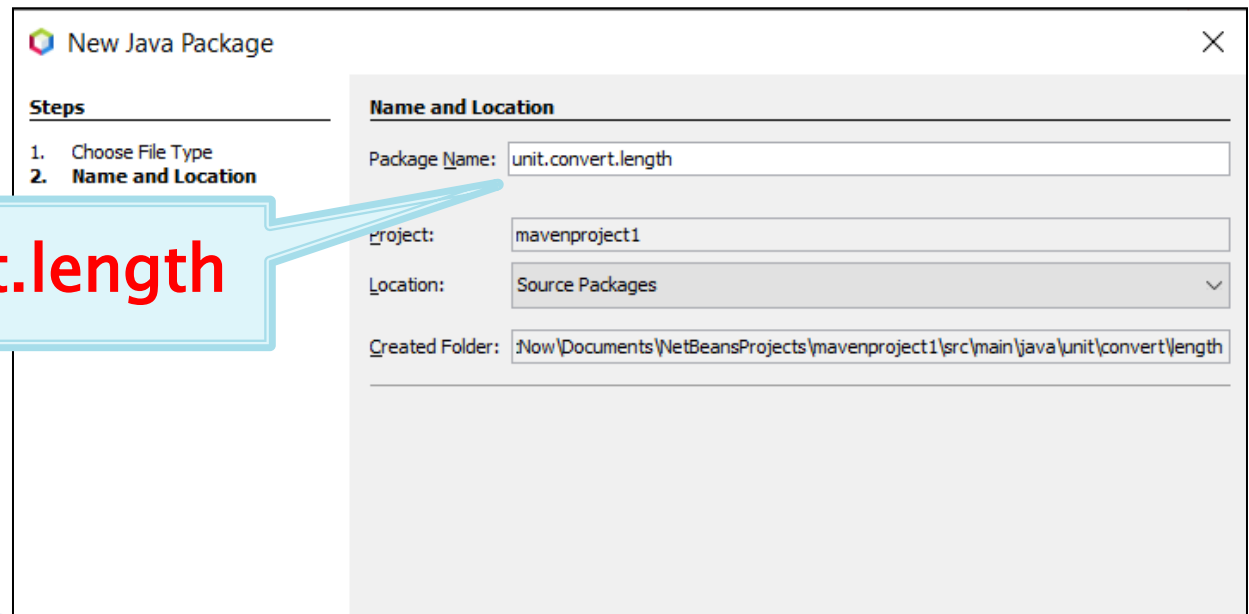 New Java Package
Steps
1. Choose File Type
2. Name and Location
Name and Location
Package Name: unit.convert.length
Project: mavenproject1
Location: Source Packages
Created Folder: :Now\Documents\NetBeansProjects\mavenproject1\src\main\java\unit\convert\length
t.length